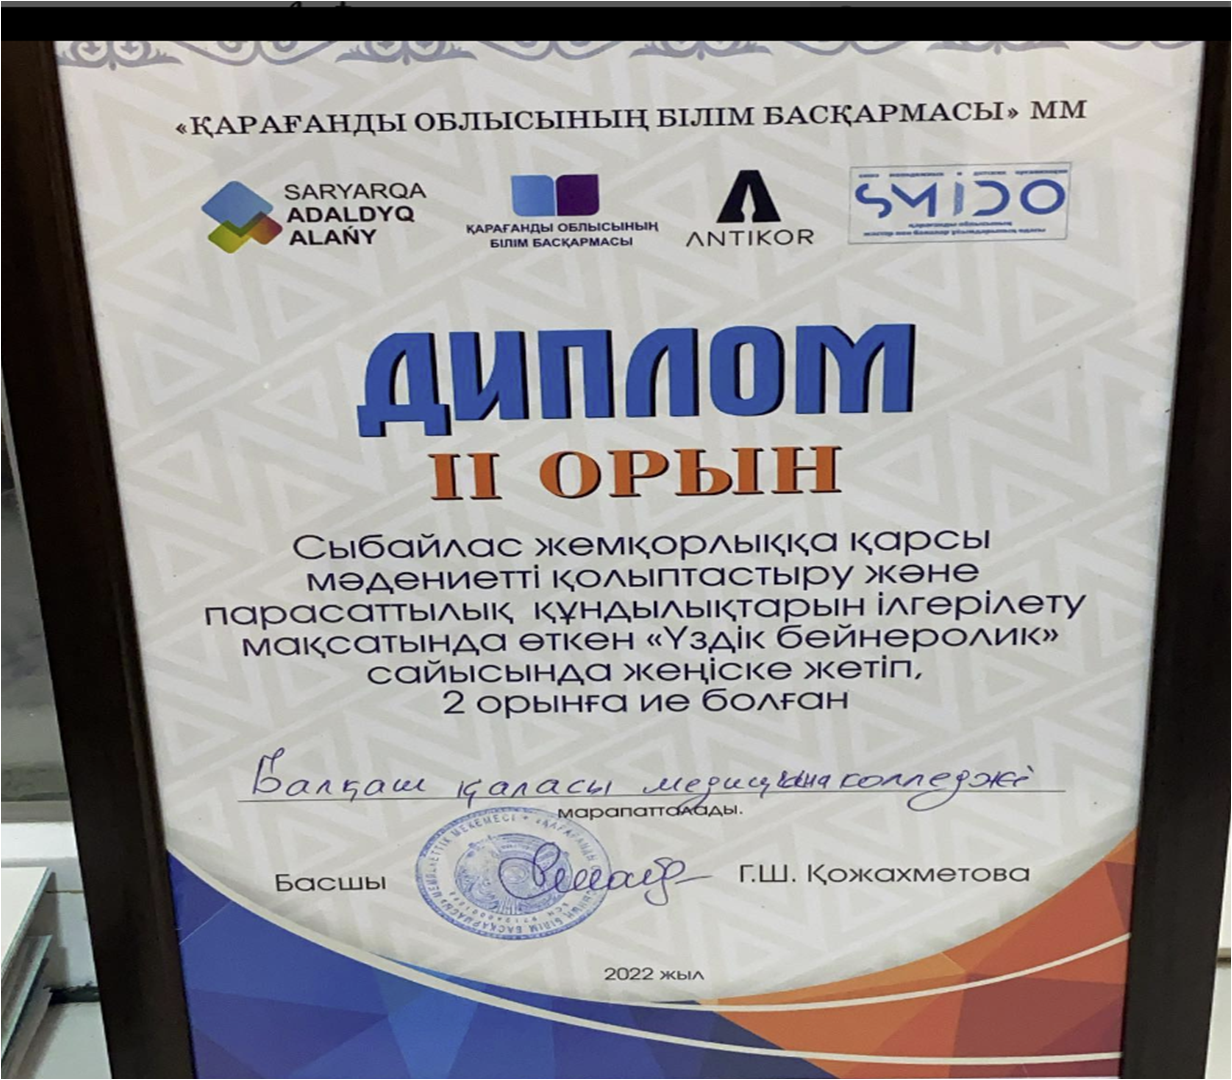 «ҚАРАҒАНДЫ ОБЛЫСЫНЫҢ БІЛІМ БАСҚАРМАСЫ» ММ
SARYARQA
ADALDYQ
ALAŃY
ҚАРАҒАНДЫ ОБЛЫСЫНЫҢ
БІЛІМ БАСҚАРМАСЫ
ANTIKOR
SMIDO
ДИПЛОМ
II ОРЫН
Сыбайлас жемқорлыққа қарсы
мәдениетті қолыптастыру және
парасаттылық құндылықтарын ілгерілету
мақсатында өткен «Үздік бейнеролик»
сайысында жеңіске жетіп,
2 орынға ие болған
Балқаш қаласы медицина колледжі
марапатталады.
Басшы
Г.Ш. Қожахметова
2022 жыл